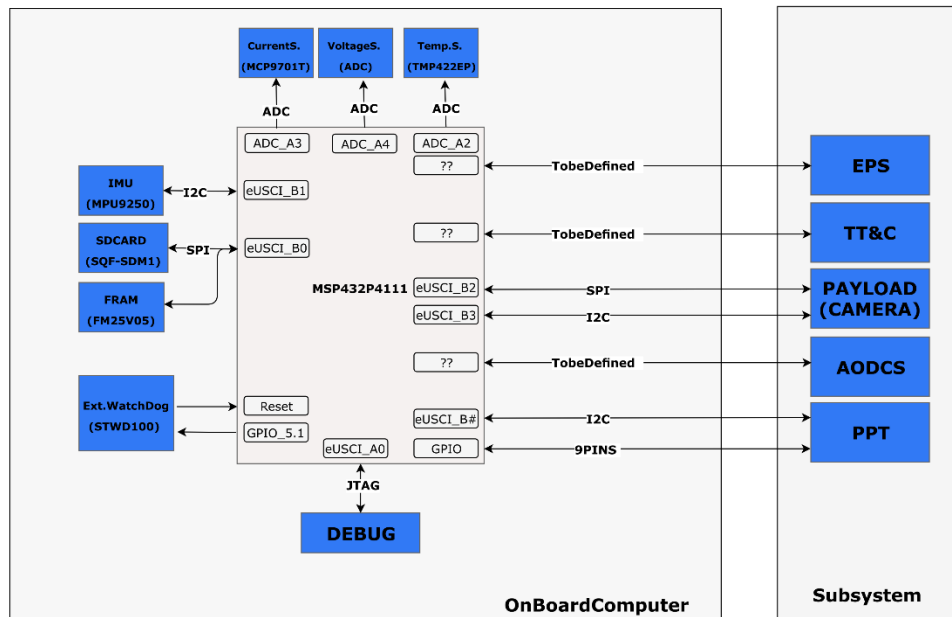 CurrentS.
(MCP9701T)
VoltageS.
(ADC)
Temp.S.
(TMP422EP)
ADC
ADC
ADC
ADC_A3
ADC_A4
ADC_A2
??
TobeDefined
EPS
IMU
(MPU9250)
I2C
eUSCI_B1
SDCARD
(SQF-SDM1)
SPI
eUSCI_B0
??
TobeDefined
TT&C
FRAM
(FM25V05)
MSP432P4111
eUSCI_B2
SPI
eUSCI_B3
I2C
PAYLOAD
(CAMERA)
??
TobeDefined
AODCS
Ext.WatchDog
(STWD100)
Reset
GPIO_5.1
eUSCI_B#
I2C
eUSCI_A0
GPIO
9PINS
PPT
JTAG
DEBUG
OnBoardComputer
Subsystem